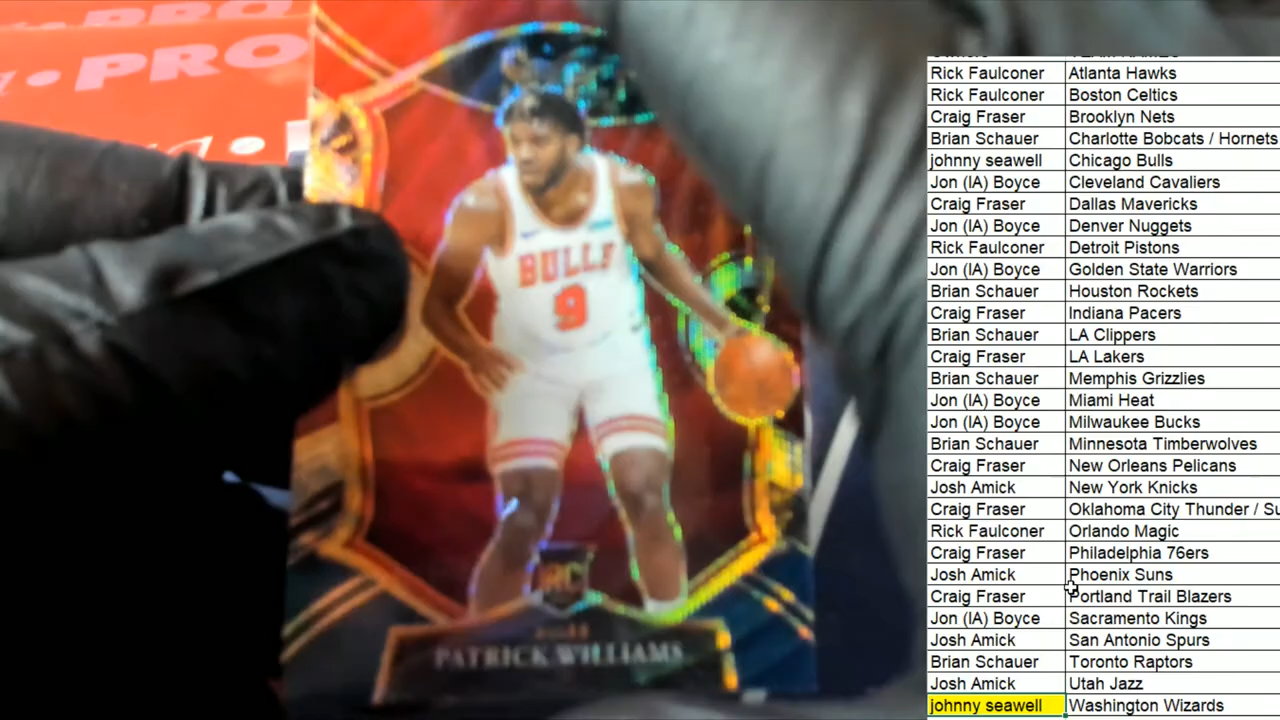 PRO
• PRO
BULLS
9
RC
BULLS
PATRICK WILLIAMS
Rick Faulconer Atlanta Hawks
Rick Faulconer Boston Celtics
Craig Fraser Brooklyn Nets
Brian Schauer Charlotte Bobcats / Hornets
johnny seawell Chicago Bulls
Jon (IA) Boyce Cleveland Cavaliers
Craig Fraser Dallas Mavericks
Jon (IA) Boyce Denver Nuggets
Rick Faulconer Detroit Pistons
Jon (IA) Boyce Golden State Warriors
Brian Schauer Houston Rockets
Craig Fraser Indiana Pacers
Brian Schauer LA Clippers
Craig Fraser LA Lakers
Brian Schauer Memphis Grizzlies
Jon (IA) Boyce Miami Heat
Jon (IA) Boyce Milwaukee Bucks
Brian Schauer Minnesota Timberwolves
Craig Fraser New Orleans Pelicans
Josh Amick New York Knicks
Craig Fraser Oklahoma City Thunder /
Rick Faulconer Orlando Magic
Craig Fraser Philadelphia 76ers
Josh Amick Phoenix Suns
Craig Fraser Portland Trail Blazers
Jon (IA) Boyce Sacramento Kings
Josh Amick San Antonio Spurs
Brian Schauer Toronto Raptors
Josh Amick Utah Jazz
johnny seawell Washington Wizards